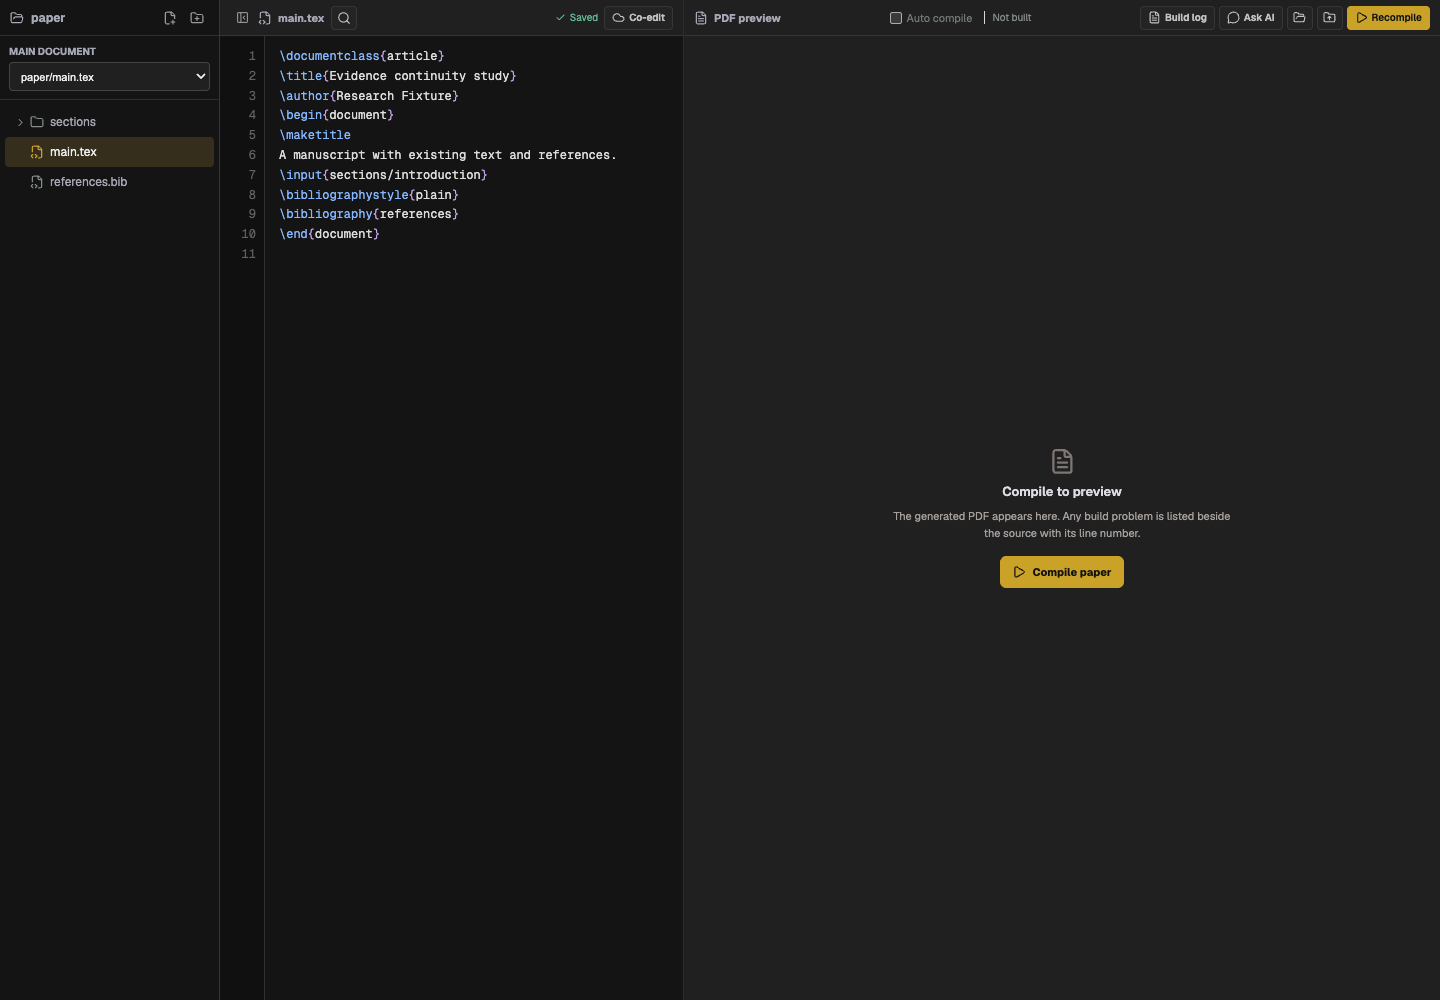 paper
MAIN DOCUMENT
paper/main.tex
sections
main.tex
references.bib
main.tex
Saved
Co-edit
1 \documentclass{article}
2 \title{Evidence continuity study}
3 \author{Research Fixture}
4 \begin{document}
5 \maketitle
6 A manuscript with existing text and references.
7 \input{sections/introduction}
8 \bibliographystyle{plain}
9 \bibliography{references}
10 \end{document}
11
PDF preview
Auto compile
Not built
Build log
Ask AI
Recompile
Compile to preview
The generated PDF appears here. Any build problem is listed beside
the source with its line number.
Compile paper